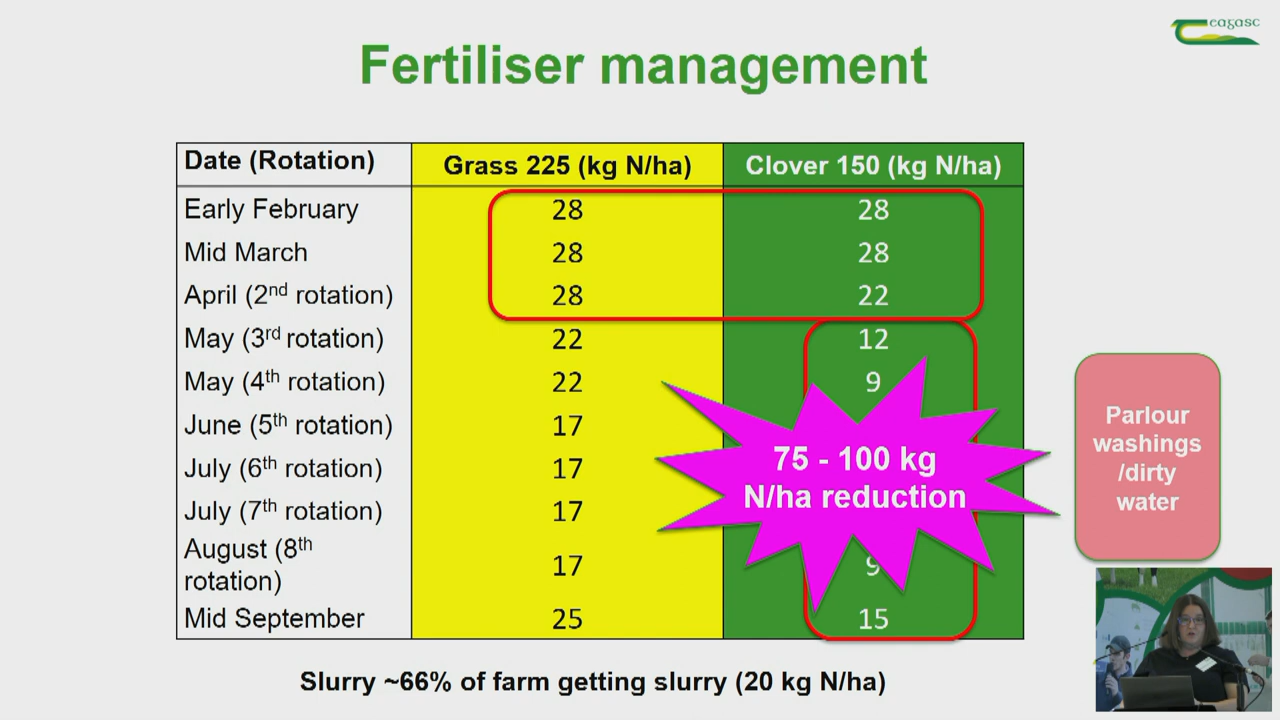 eagasc
Fertiliser management
Date (Rotation) Grass 225 (kg N/ha) Clover 150 (kg N/ha)
Early February 28 28
Mid March 28 28
April (2nd rotation) 28 22
May (3rd rotation) 22 12
May (4th rotation) 22 9
June (5th rotation) 17
July (6th rotation) 17
July (7th rotation) 17
August (8th
rotation) 17 9
Mid September 25 15
75 - 100 kg
N/ha reduction
Parlour
washings
/dirty
water
Slurry ~66% of farm getting slurry (20 kg N/ha)